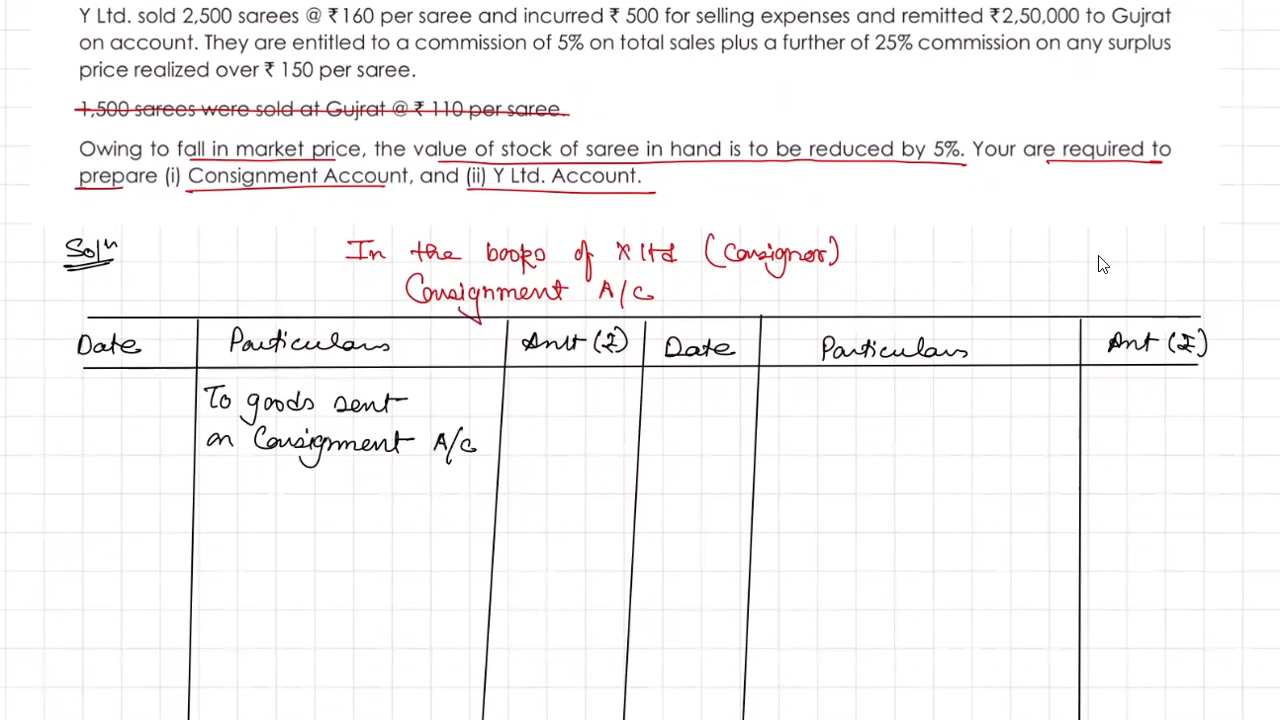 Y Ltd. sold 2,500 sarees @ ₹160 per saree and incurred ₹ 500 for selling expenses and remitted ₹2,50,000 to Gujrat
on account. They are entitled to a commission of 5% on total sales plus a further of 25% commission on any surplus
price realized over ₹ 150 per saree.
1,500 sarees were sold at Gujrat @ ₹ 110 per saree.
Owing to fall in market price, the value of stock of saree in hand is to be reduced by 5%. Your are required to
prepare (i) Consignment Account, and (ii) Y Ltd. Account.
Solⁿ
In the books of X ltd (Consignor)
Consignment A/C
Date Particulars Amt (₹) Date Particulars Amt (₹)
To goods sent
on Consignment A/C